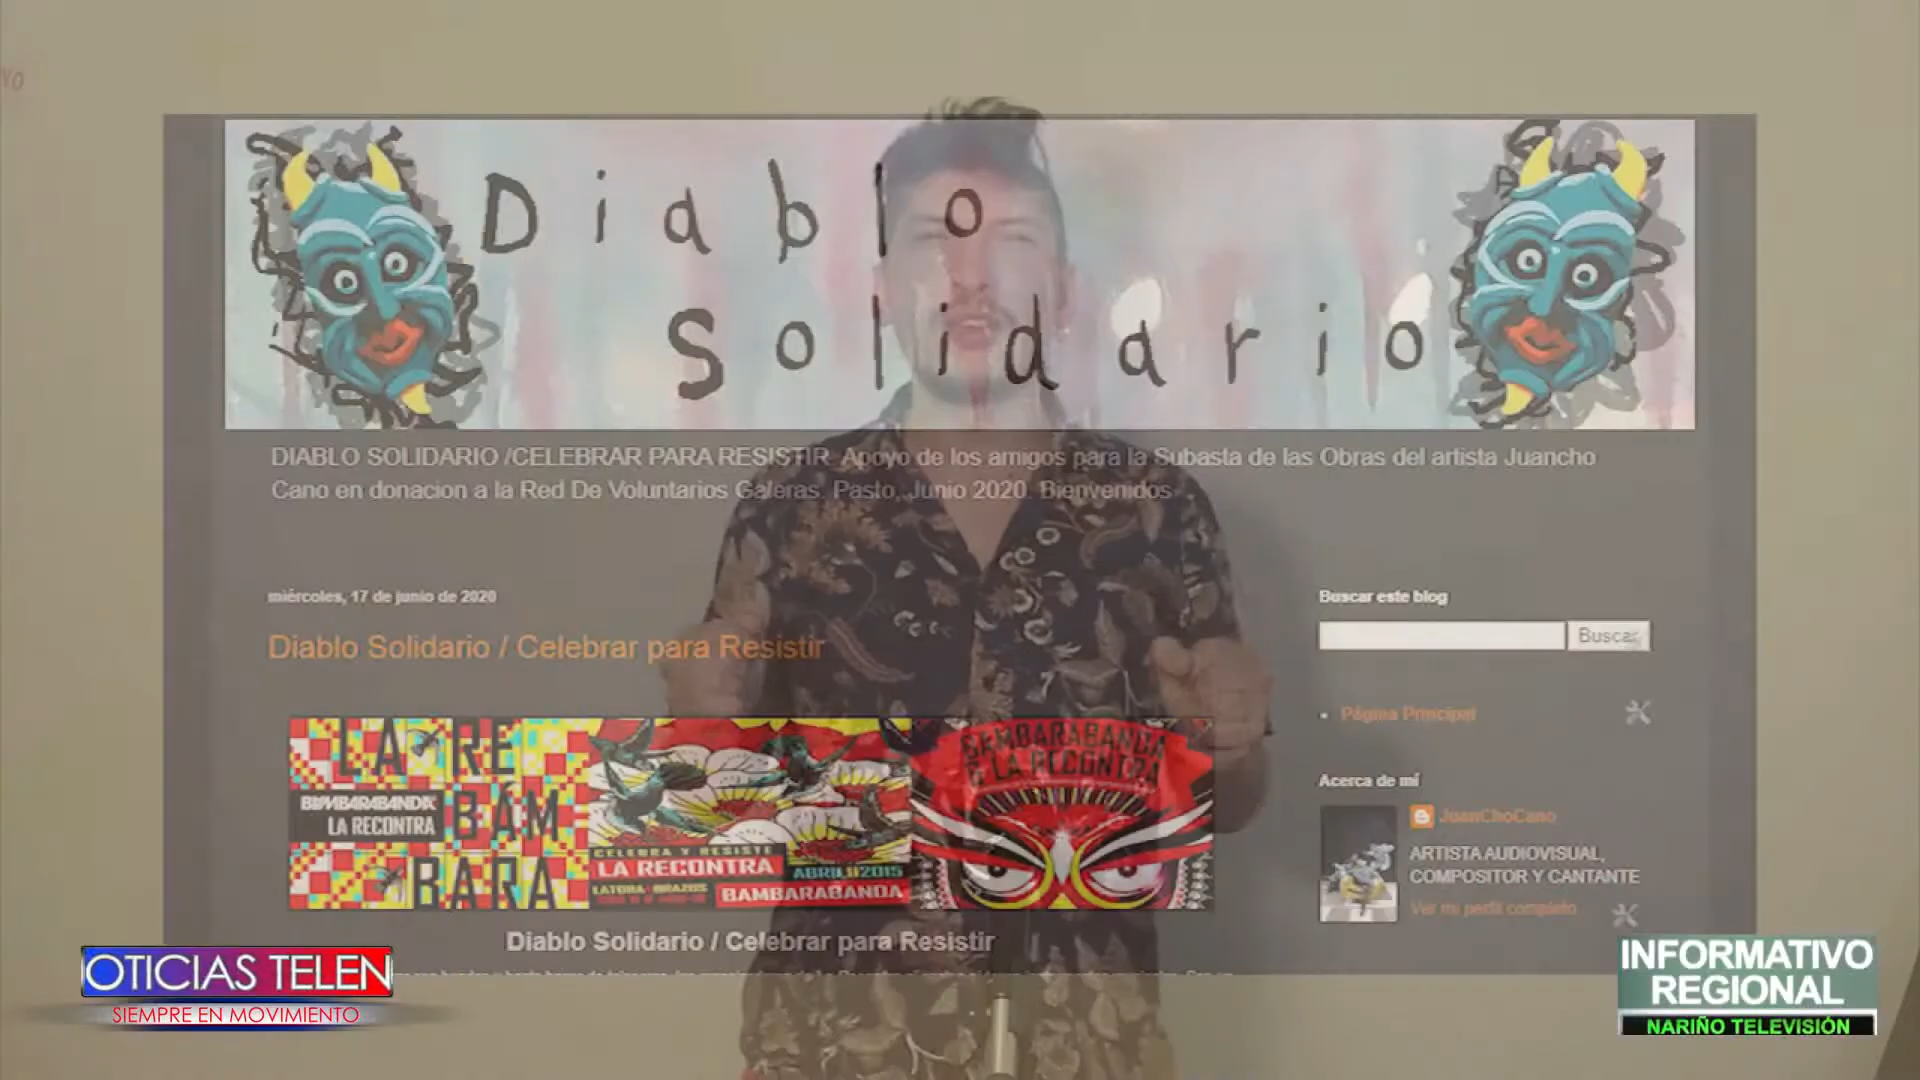 Diablo
Solidario
DIABLO SOLIDARIO /CELEBRAR PARA RESISTIR. Apoyo de los amigos para la Subasta de las Obras del artista Juancho
Cano en donacion a la Red De Voluntarios Galeras. Pasto, Junio 2020. Bienvenidos
miércoles, 17 de junio de 2020
Diablo Solidario / Celebrar para Resistir
Buscar este blog
Buscar
Página Principal
Acerca de mí
JuanChoCano
ARTISTA AUDIOVISUAL,
COMPOSITOR Y CANTANTE
Ver mi perfil completo
LA RE
BAMBARABANDA
LA RECONTRA
BAM
BARA
CELEBRA Y RESISTE
LA RECONTRA
ABRIL 2015
BAMBARABANDA
BEMBARABANDA
LA RECONTRA
Diablo Solidario / Celebrar para Resistir
OTICIAS TELEN
SIEMPRE EN MOVIMIENTO
INFORMATIVO
REGIONAL
NARIÑO TELEVISIÓN